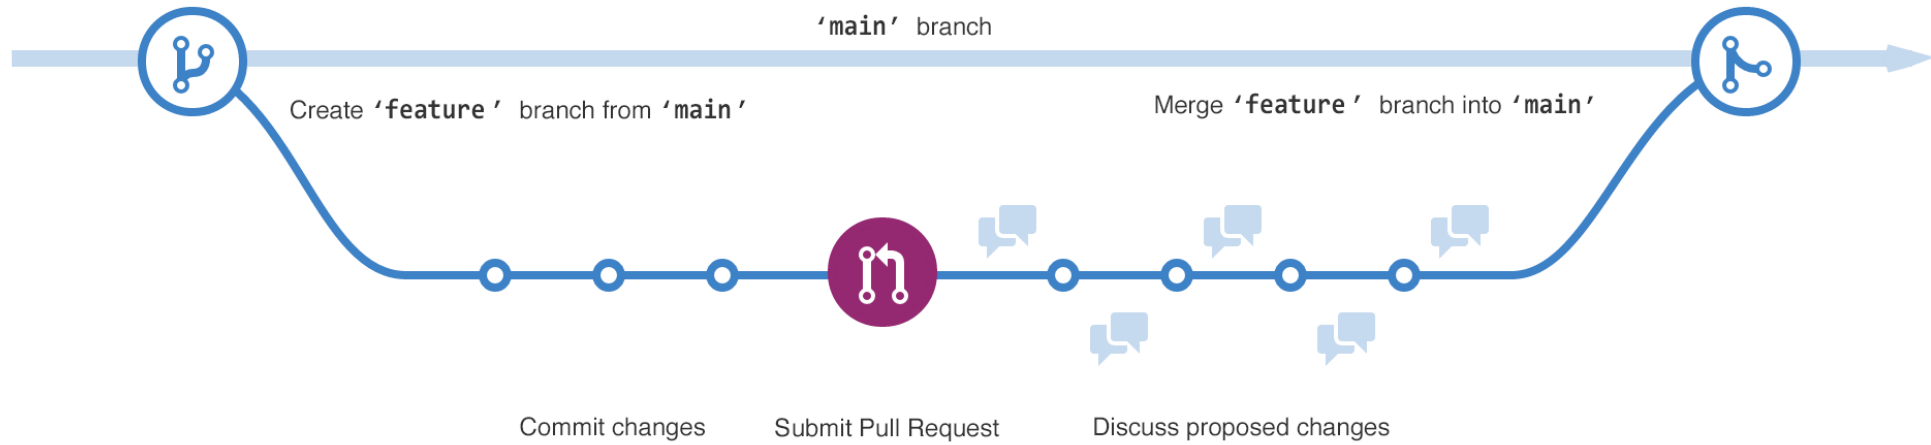 ‘main’ branch
Create ‘feature’ branch from ‘main’
Merge ‘feature’ branch into ‘main’
Commit changes
Submit Pull Request
Discuss proposed changes